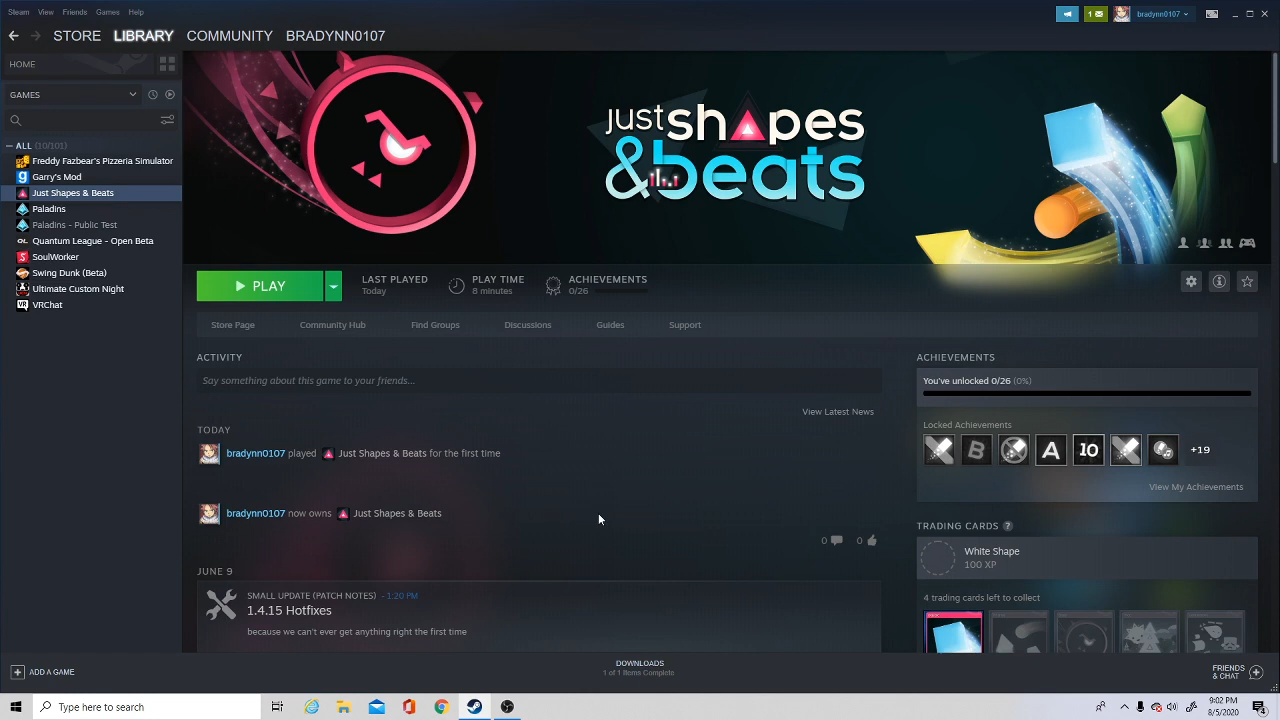 Steam View Friends Games Help
1 bradynn0107
STORE LIBRARY COMMUNITY BRADYNN0107
HOME
GAMES
ALL (10/101)
Freddy Fazbear's Pizzeria Simulator
Garry's Mod
Just Shapes & Beats
Paladins
Paladins - Public Test
Quantum League - Open Beta
SoulWorker
Swing Dunk (Beta)
Ultimate Custom Night
VRChat
just shapes
& beats
PLAY
LAST PLAYED
Today
PLAY TIME
8 minutes
ACHIEVEMENTS
0/26
Store Page Community Hub Find Groups Discussions Guides Support
ACTIVITY
Say something about this game to your friends...
View Latest News
TODAY
bradynn0107 played Just Shapes & Beats for the first time
bradynn0107 now owns Just Shapes & Beats
0 0
JUNE 9
SMALL UPDATE (PATCH NOTES) - 1:20 PM
1.4.15 Hotfixes
because we can't ever get anything right the first time
ACHIEVEMENTS
You've unlocked 0/26 (0%)
Locked Achievements
B A 10 +19
View My Achievements
TRADING CARDS ?
White Shape
100 XP
4 trading cards left to collect
ADD A GAME
DOWNLOADS
1 of 1 Items Complete
FRIENDS
& CHAT
Type here to search
9:02 PM
8/5/2020
4